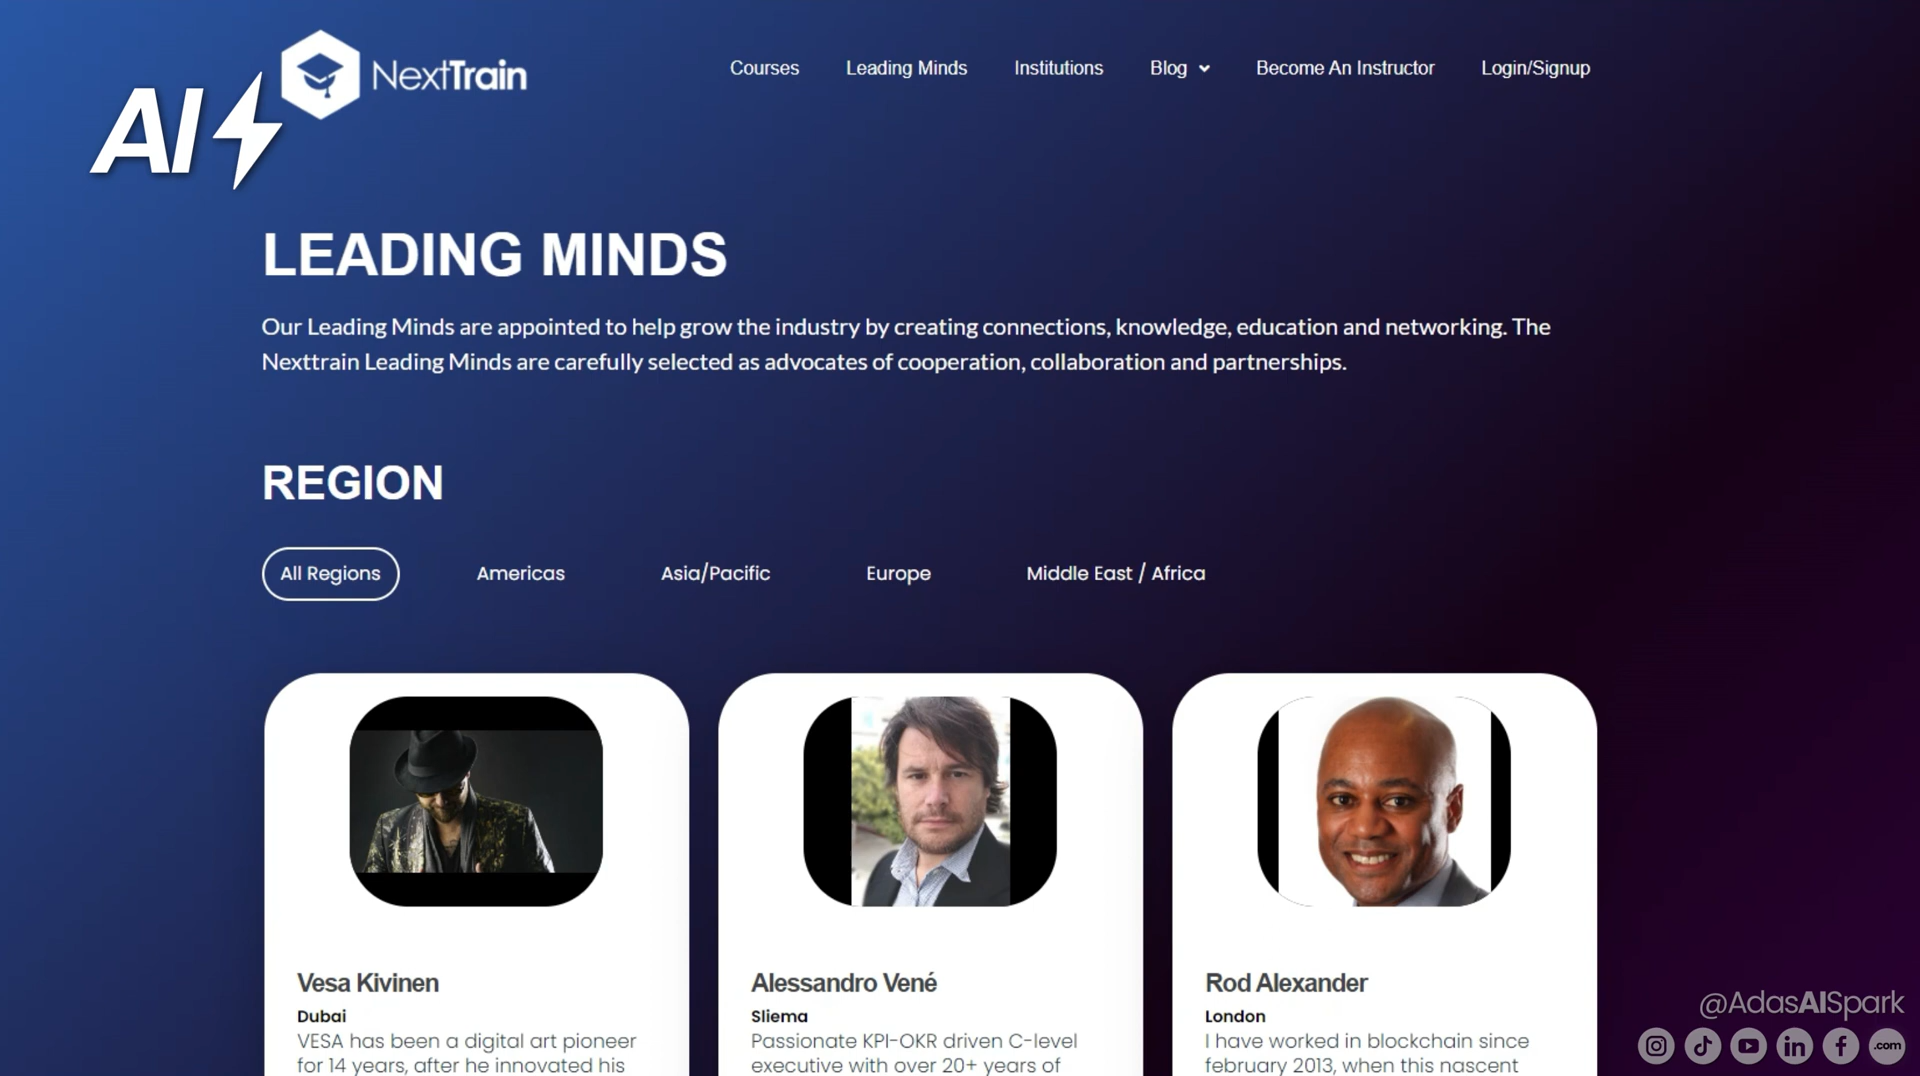 AI
NextTrain
Courses
Leading Minds
Institutions
Blog
Become An Instructor
Login/Signup
LEADING MINDS
Our Leading Minds are appointed to help grow the industry by creating connections, knowledge, education and networking. The
Nexttrain Leading Minds are carefully selected as advocates of cooperation, collaboration and partnerships.
REGION
All Regions
Americas
Asia/Pacific
Europe
Middle East / Africa
Vesa Kivinen
Dubai
VESA has been a digital art pioneer
for 14 years, after he innovated his
Alessandro Vené
Sliema
Passionate KPI-OKR driven C-level
executive with over 20+ years of
Rod Alexander
London
I have worked in blockchain since
february 2013, when this nascent
@AdasAISpark
.com